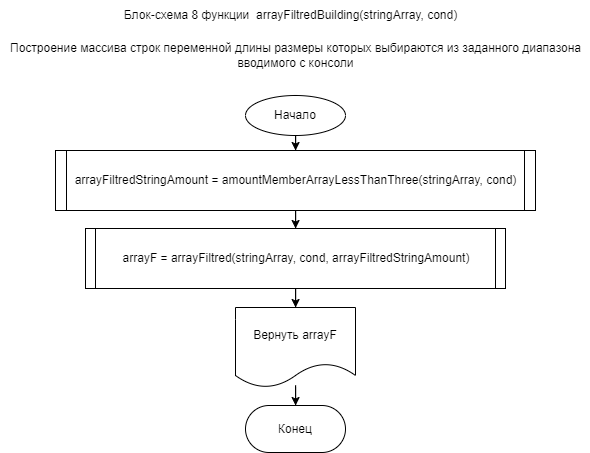 Блок-схема 8 функции  arrayFiltredBuilding(stringArray, cond)
Построение массива строк переменной длины размеры которых выбираются из заданного диапазона
вводимого с консоли
Начало
arrayFiltredStringAmount = amountMemberArrayLessThanThree(stringArray, cond)
arrayF = arrayFiltred(stringArray, cond, arrayFiltredStringAmount)
Вернуть arrayF
Конец